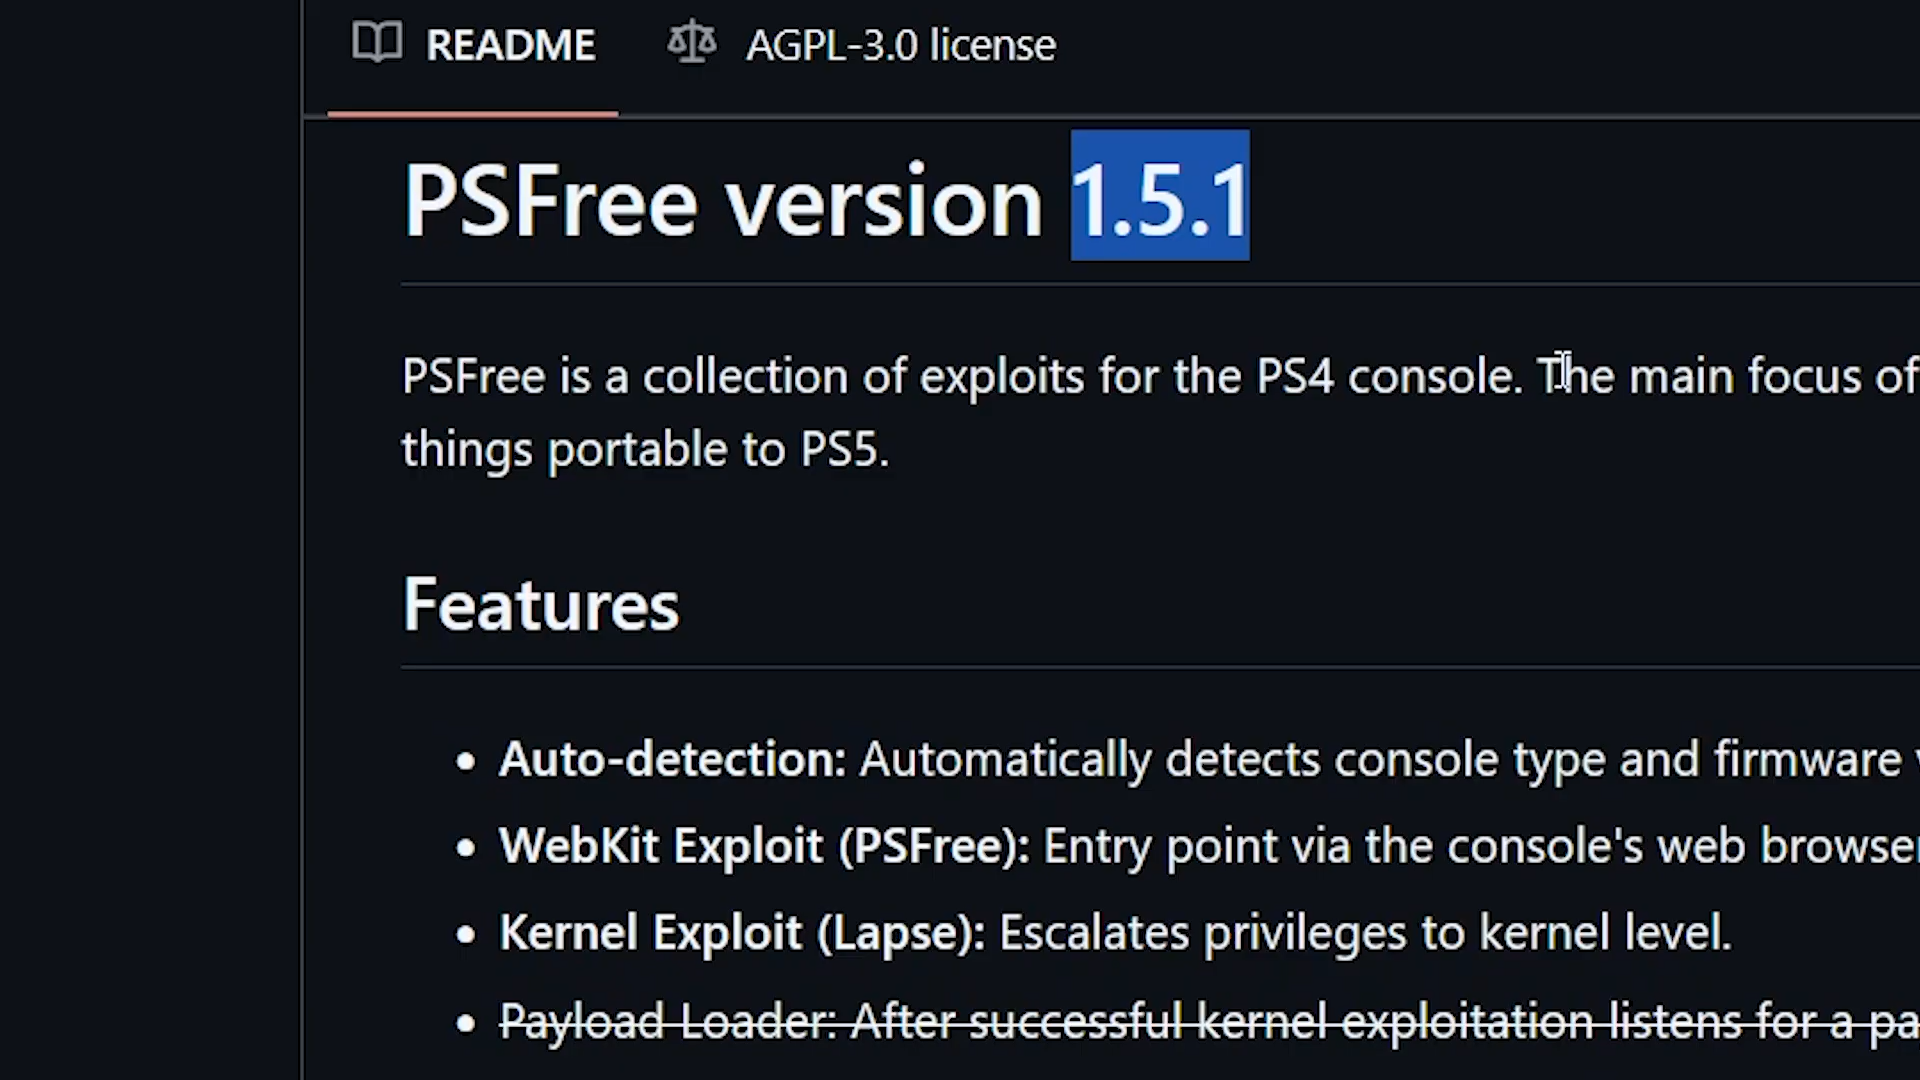 README AGPL-3.0 license
PSFree version 1.5.1
PSFree is a collection of exploits for the PS4 console. The main focus of
things portable to PS5.
Features
Auto-detection: Automatically detects console type and firmware
WebKit Exploit (PSFree): Entry point via the console's web browser
Kernel Exploit (Lapse): Escalates privileges to kernel level.
Payload Loader: After successful kernel exploitation listens for a pa